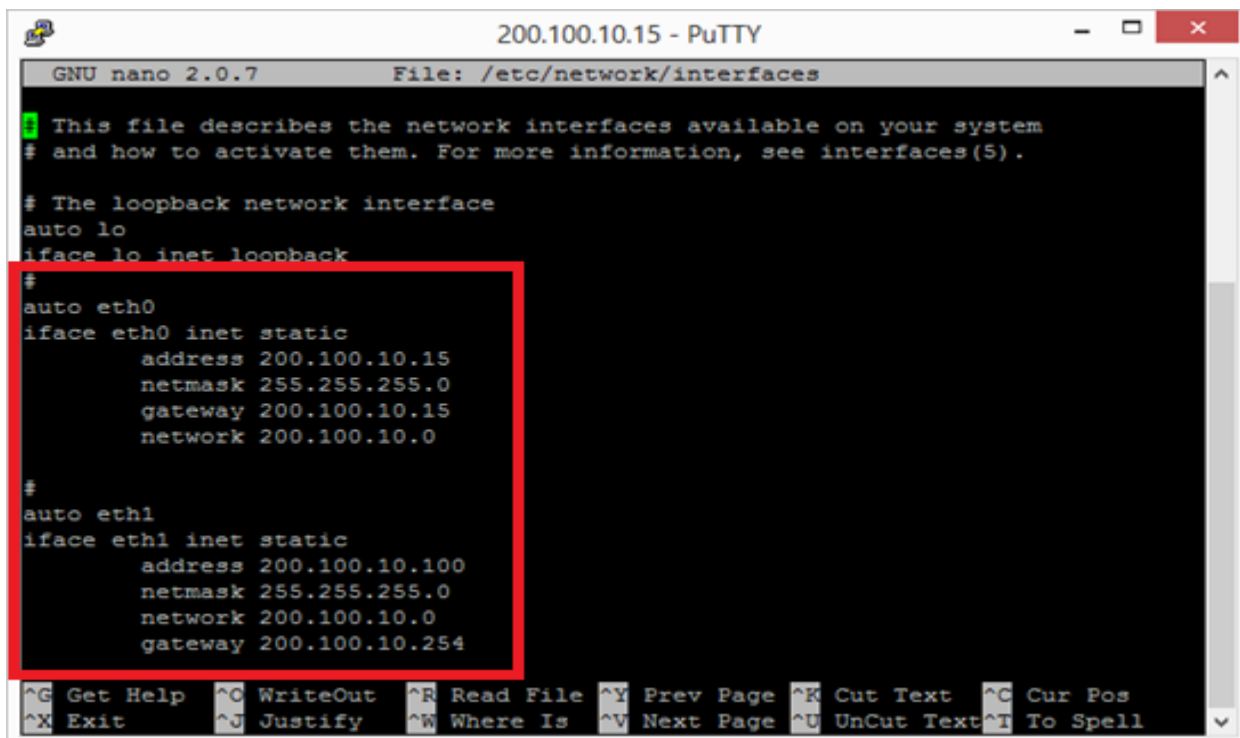 200.100.10.15 - PuTTY
GNU nano 2.0.7 File: /etc/network/interfaces
# This file describes the network interfaces available on your system
# and how to activate them. For more information, see interfaces(5).
# The loopback network interface
auto lo
iface lo inet loopback
#
auto eth0
iface eth0 inet static
address 200.100.10.15
netmask 255.255.255.0
gateway 200.100.10.15
network 200.100.10.0
#
auto eth1
iface eth1 inet static
address 200.100.10.100
netmask 255.255.255.0
network 200.100.10.0
gateway 200.100.10.254
^G Get Help ^O WriteOut ^R Read File ^Y Prev Page ^K Cut Text ^C Cur Pos
^X Exit ^J Justify ^W Where Is ^V Next Page ^U UnCut Text ^T To Spell